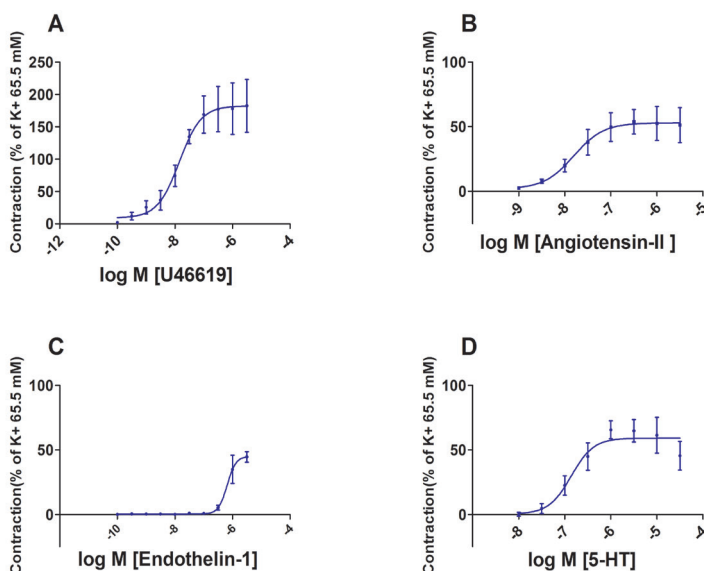 A
Contraction (% of K+ 65.5 mM)
250
200
150
100
50
0
-12
-10
-8
-6
-4
log M [U46619]
B
Contraction (% of K+ 65.5 mM)
100
50
0
-9
-8
-7
-6
-5
log M [Angiotensin-II ]
C
Contraction(% of K+ 65.5 mM)
100
50
0
-10
-8
-6
-4
log M [Endothelin-1]
D
Contraction(% of K+ 65.5 mM)
100
50
0
-8
-7
-6
-5
-4
log M [5-HT]